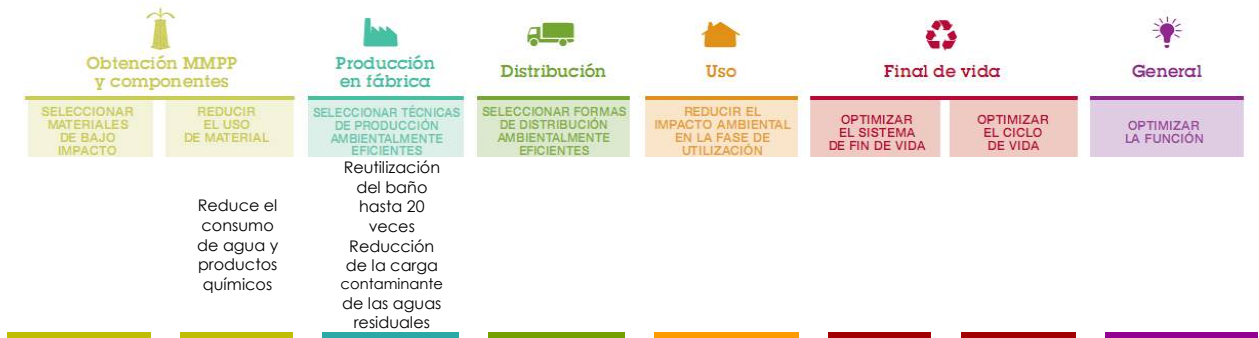 Obtención MMPP
y componentes
Producción
en fábrica
Distribución
Uso
Final de vida
General
SELECCIONAR
MATERIALES
DE BAJO
IMPACTO
REDUCIR
EL USO
DE MATERIAL
SELECCIONAR TÉCNICAS
DE PRODUCCIÓN
AMBIENTALMENTE
EFICIENTES
SELECCIONAR FORMAS
DE DISTRIBUCIÓN
AMBIENTALMENTE
EFICIENTES
REDUCIR EL
IMPACTO AMBIENTAL
EN LA FASE DE
UTILIZACIÓN
OPTIMIZAR
EL SISTEMA
DE FIN DE VIDA
OPTIMIZAR
EL CICLO
DE VIDA
OPTIMIZAR
LA FUNCIÓN
Reduce el
consumo
de agua y
productos
químicos
Reutilización
del baño
hasta 20
veces
Reducción
de la carga
contaminante
de las aguas
residuales